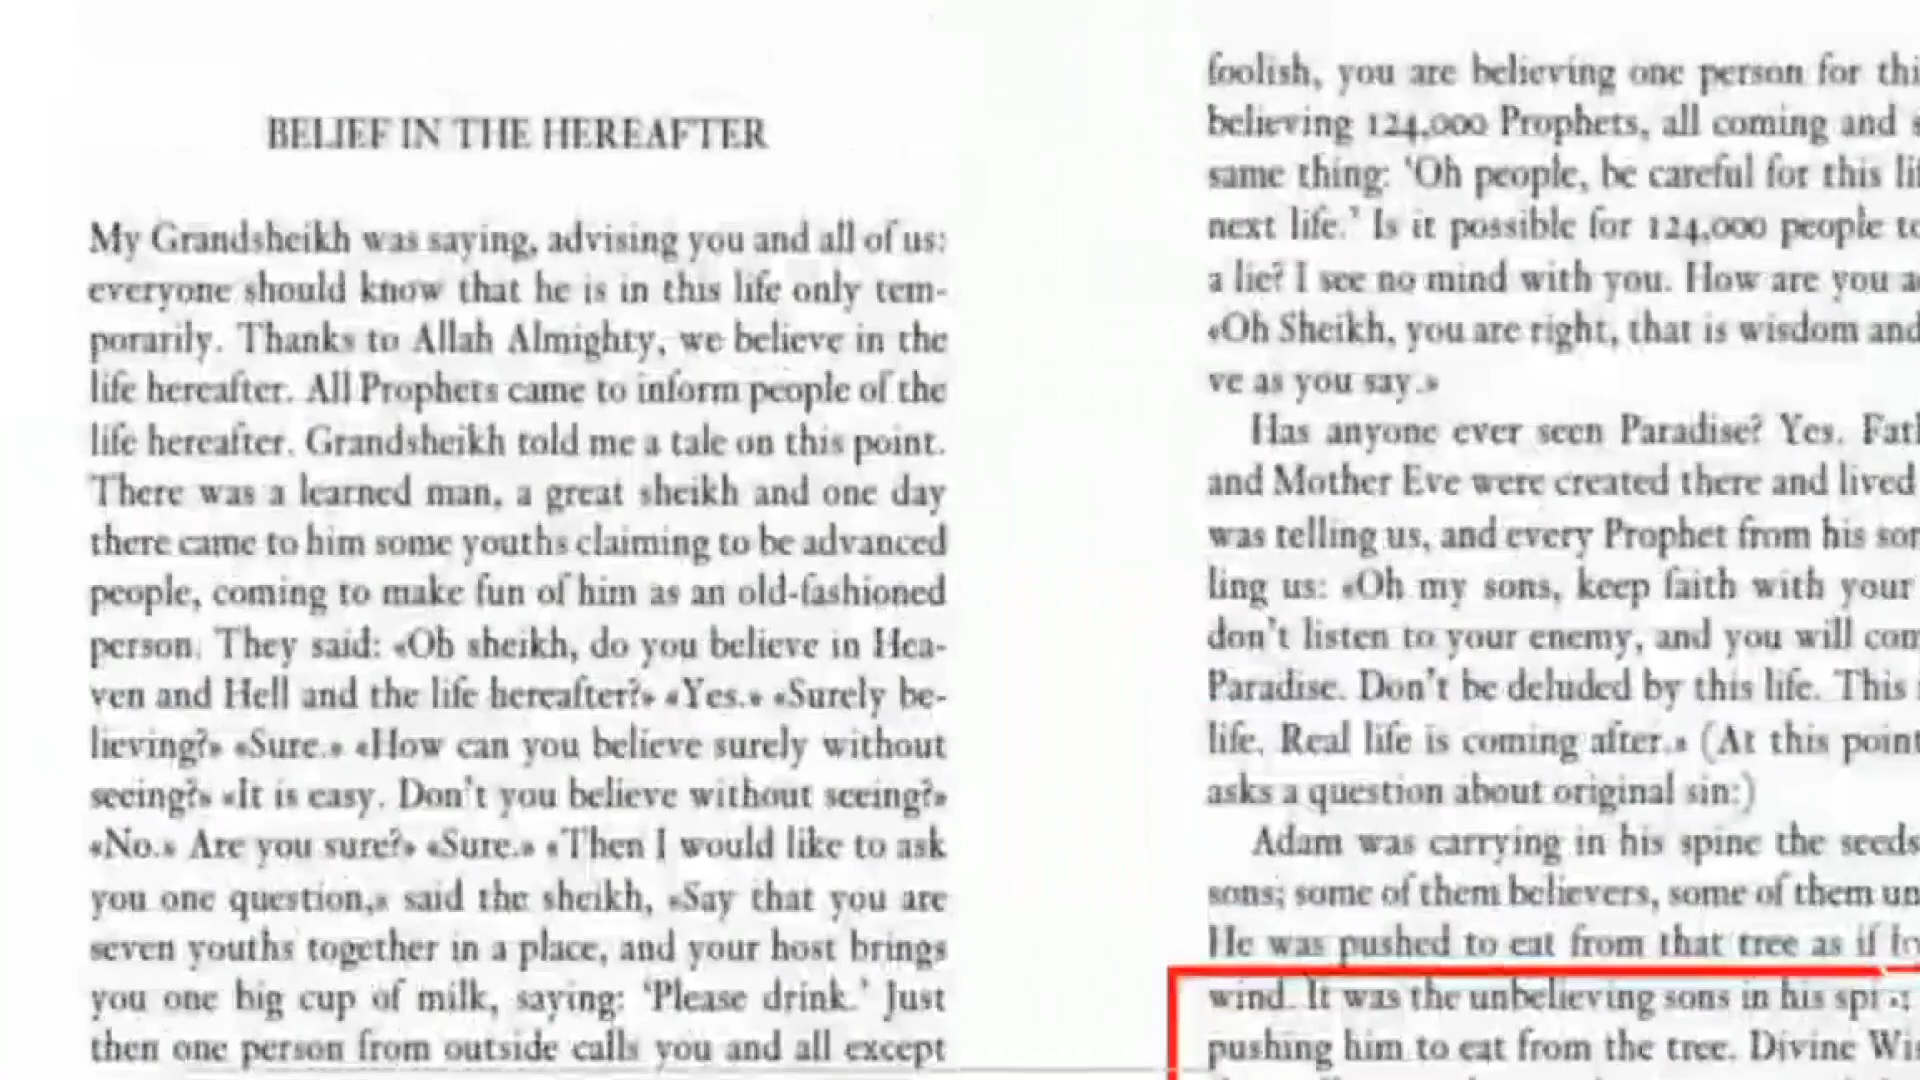 BELIEF IN THE HEREAFTER
My Grandsheikh was saying, advising you and all of us:
everyone should know that he is in this life only tem-
porarily. Thanks to Allah Almighty, we believe in the
life hereafter. All Prophets came to inform people of the
life hereafter. Grandsheikh told me a tale on this point.
There was a learned man, a great sheikh and one day
there came to him some youths claiming to be advanced
people, coming to make fun of him as an old-fashioned
person. They said: «Oh sheikh, do you believe in Hea-
ven and Hell and the life hereafter?» «Yes.» «Surely be-
lieving?» «Sure.» «How can you believe surely without
seeing?» «It is easy. Don't you believe without seeing?»
«No.» Are you sure?» «Sure.» «Then I would like to ask
you one question,» said the sheikh, «Say that you are
seven youths together in a place, and your host brings
you one big cup of milk, saying: 'Please drink.' Just
then one person from outside calls you and all except
foolish, you are believing one person for
believing 124,000 Prophets, all coming and
same thing: 'Oh people, be careful for this
next life.' Is it possible for 124,000 people
a lie? I see no mind with you. How are you
«Oh Sheikh, you are right, that is wisdom and
ve as you say.»
Has anyone ever seen Paradise? Yes.
and Mother Eve were created there and lived
was telling us, and every Prophet from his
ling us: «Oh my sons, keep faith with your
don't listen to your enemy, and you will
Paradise. Don't be deluded by this life. This
life. Real life is coming after.» (At this point
asks a question about original sin:)
Adam was carrying in his spine the seeds
sons; some of them believers, some of them
He was pushed to eat from that tree as if
wind. It was the unbelieving sons in his
pushing him to eat from the tree. Divine